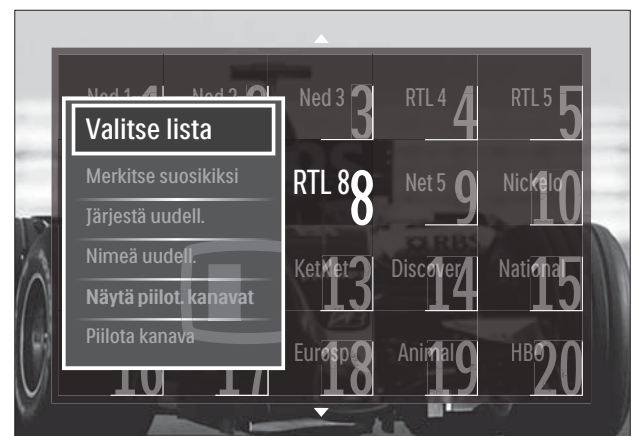 Ned 1 Ned 2 Ned 3 3 RTL 4 4 RTL 5 5
Valitse lista
Merkitse suosikiksi
RTL 8 8 Net 5 9 Nickelo 10
Järjestä uudell.
Nimeä uudell.
KetNet 13 Discover 14 National 15
Näytä piilot. kanavat
Piilota kanava
Eurospo 18 Animal 19 HBO 20
16 17